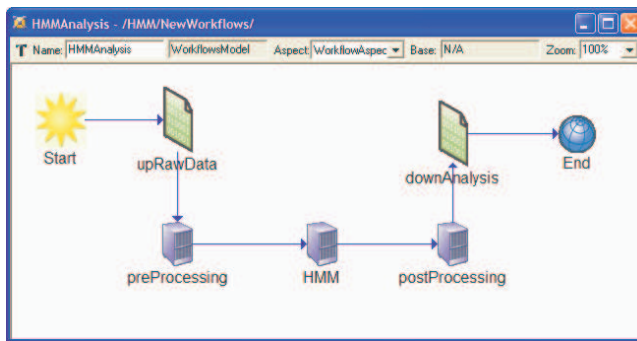 HMMAnalysis - /HMM/NewWorkflows/
Name: HMMAnalysis WorkflowsModel Aspect: WorkflowAspec Base: N/A Zoom: 100%
Start
upRawData
downAnalysis
End
preProcessing
HMM
postProcessing